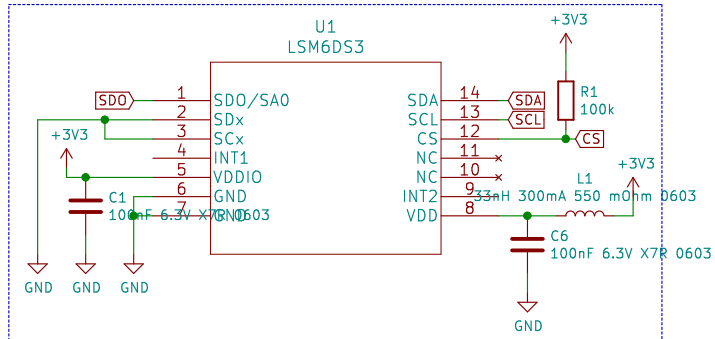 +3V3
U1
LSM6DS3
SDO
1
SDO/SA0
SDA
14
SDA
R1
100k
2
SDx
SCL
13
SCL
+3V3
3
SCx
CS
12
CS
4
INT1
NC
11
5
VDDIO
NC
10
+3V3
L1
6
GND
INT2
9
33nH 300mA 550 mOhm 0603
C1
100nF 6.3V X7R 0603
7
GND
VDD
8
C6
100nF 6.3V X7R 0603
GND
GND
GND
GND